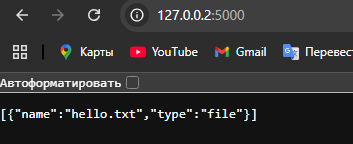 127.0.0.2:5000
Карты YouTube Gmail Перевест
Автоформатировать
[{"name":"hello.txt","type":"file"}]